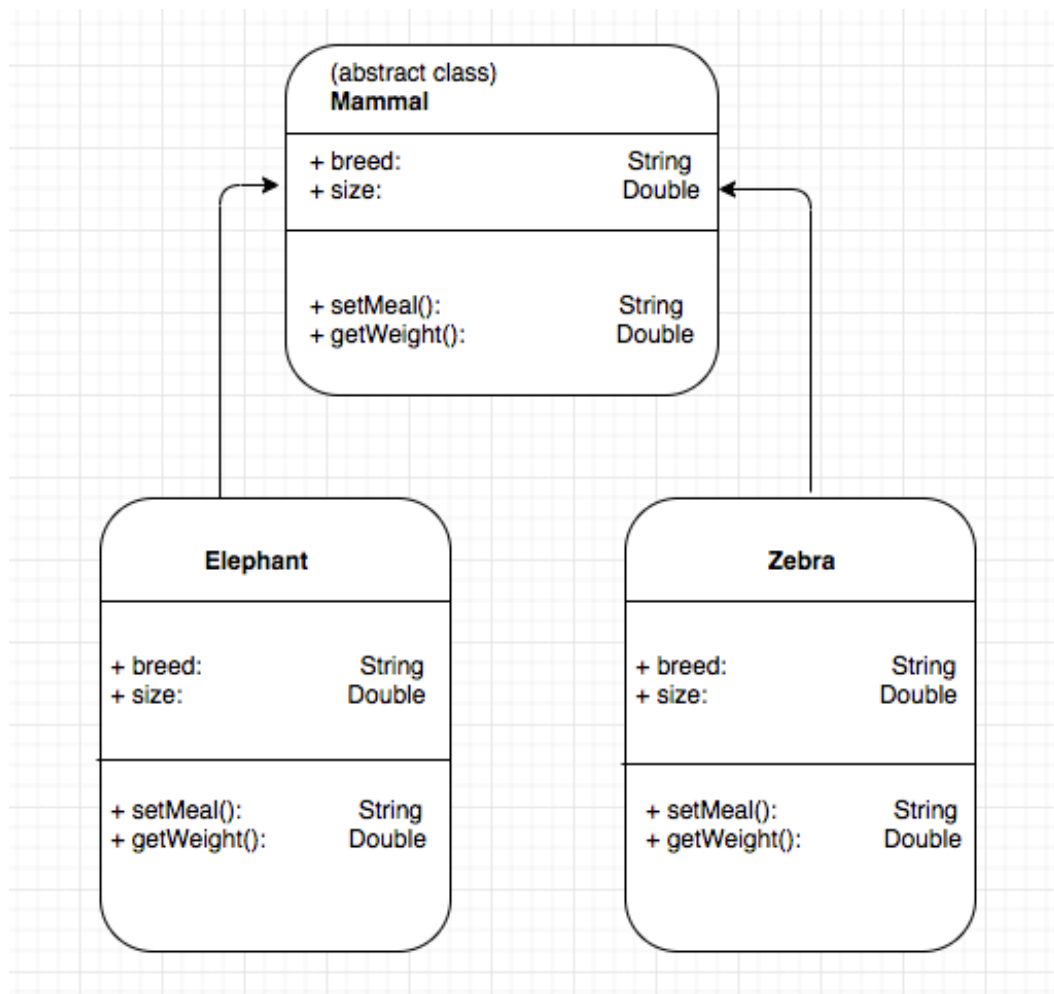 (abstract class)
Mammal
+ breed: String
+ size: Double
+ setMeal(): String
+ getWeight(): Double
Elephant
+ breed: String
+ size: Double
+ setMeal(): String
+ getWeight(): Double
Zebra
+ breed: String
+ size: Double
+ setMeal(): String
+ getWeight(): Double